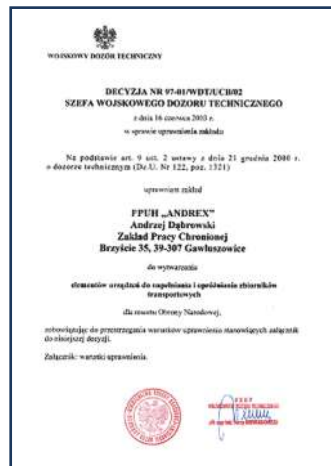 WOJSKOWY DOZÓR TECHNICZNY
DECYZJA NR 97-01/WDT/UCB/02
SZEFA WOJSKOWEGO DOZORU TECHNICZNEGO
z dnia 16 czerwca 2003 r.
w sprawie uprawnienia zakładu
Na podstawie art. 9 ust. 2 ustawy z dnia 21 grudnia 2000 r.
o dozorze technicznym (Dz.U. Nr 122, poz. 1321)
uprawniam zakład
FPUH „ANDREX”
Andrzej Dąbrowski
Zakład Pracy Chronionej
Brzyście 35, 39-307 Gawłuszowice
do wytwarzania
elementów urządzeń do napełniania i opróżniania zbiorników
transportowych
dla resortu Obrony Narodowej,
zobowiązując do przestrzegania warunków uprawnienia stanowiących załącznik
do niniejszej decyzji.
Załącznik: warunki uprawnienia.
SZEF